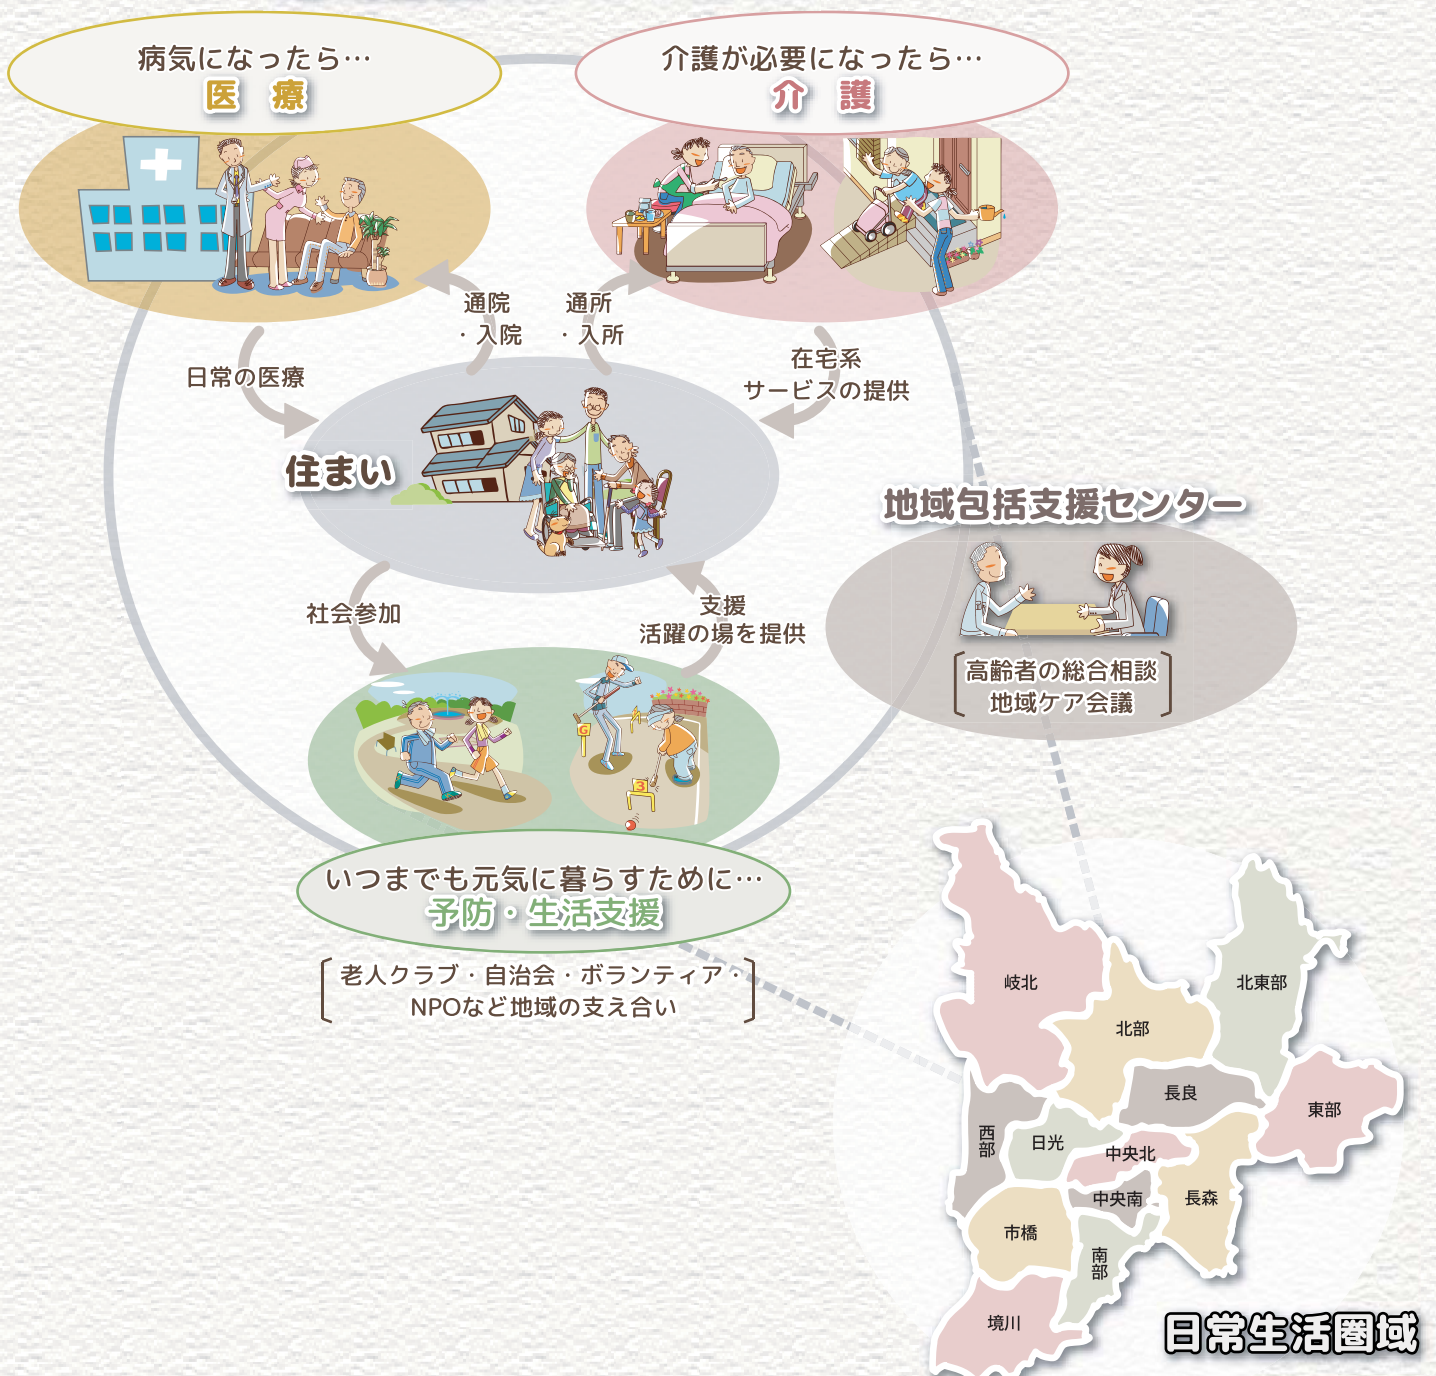 病気になったら…
医　療
介護が必要になったら…
介　護
通院
・入院
通所
・入所
日常の医療
在宅系
サービスの提供
住まい
地域包括支援センター
社会参加
支援
活躍の場を提供
高齢者の総合相談
地域ケア会議
G
3
いつまでも元気に暮らすために…
予防・生活支援
老人クラブ・自治会・ボランティア・
NPOなど地域の支え合い
岐北
北東部
北部
長良
東部
西部
日光
中央北
中央南
長森
市橋
南部
境川
日常生活圏域